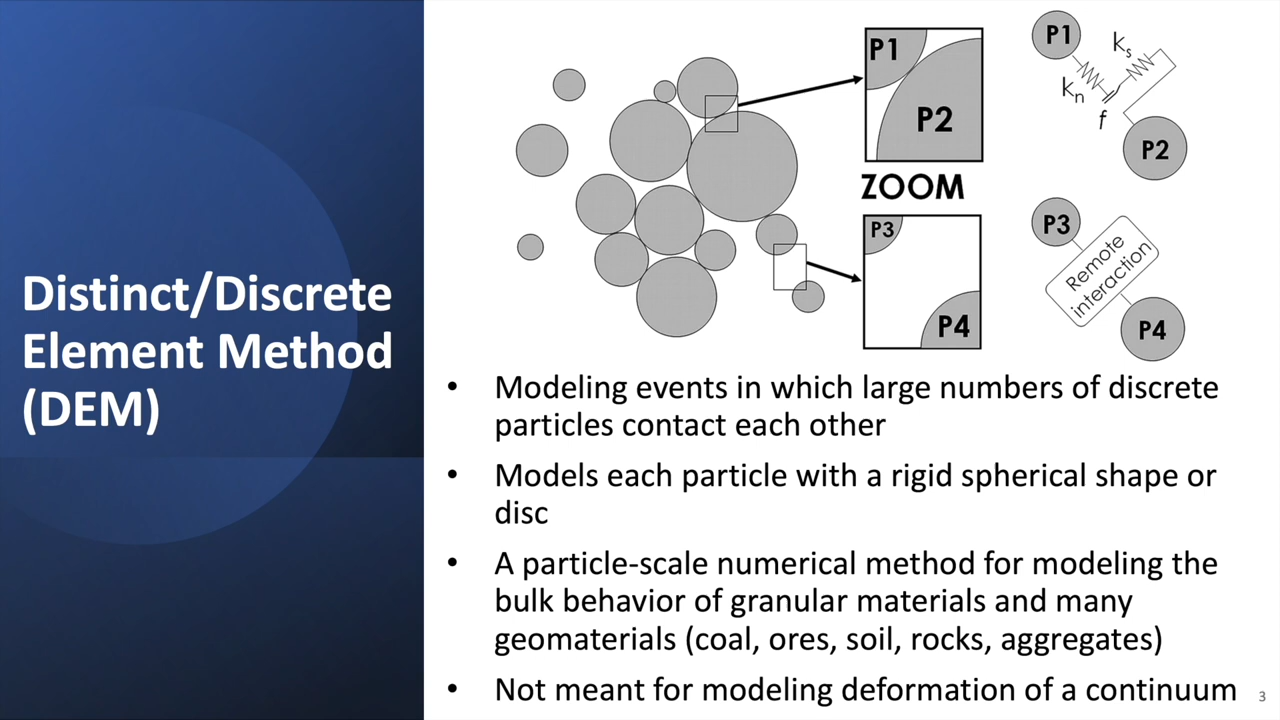 Distinct/Discrete
Element Method
(DEM)
P1
P2
ZOOM
P3
P4
P1
ks
kn
f
P2
P3
Remote
interaction
P4
• Modeling events in which large numbers of discrete
particles contact each other
• Models each particle with a rigid spherical shape or
disc
• A particle-scale numerical method for modeling the
bulk behavior of granular materials and many
geomaterials (coal, ores, soil, rocks, aggregates)
• Not meant for modeling deformation of a continuum
3